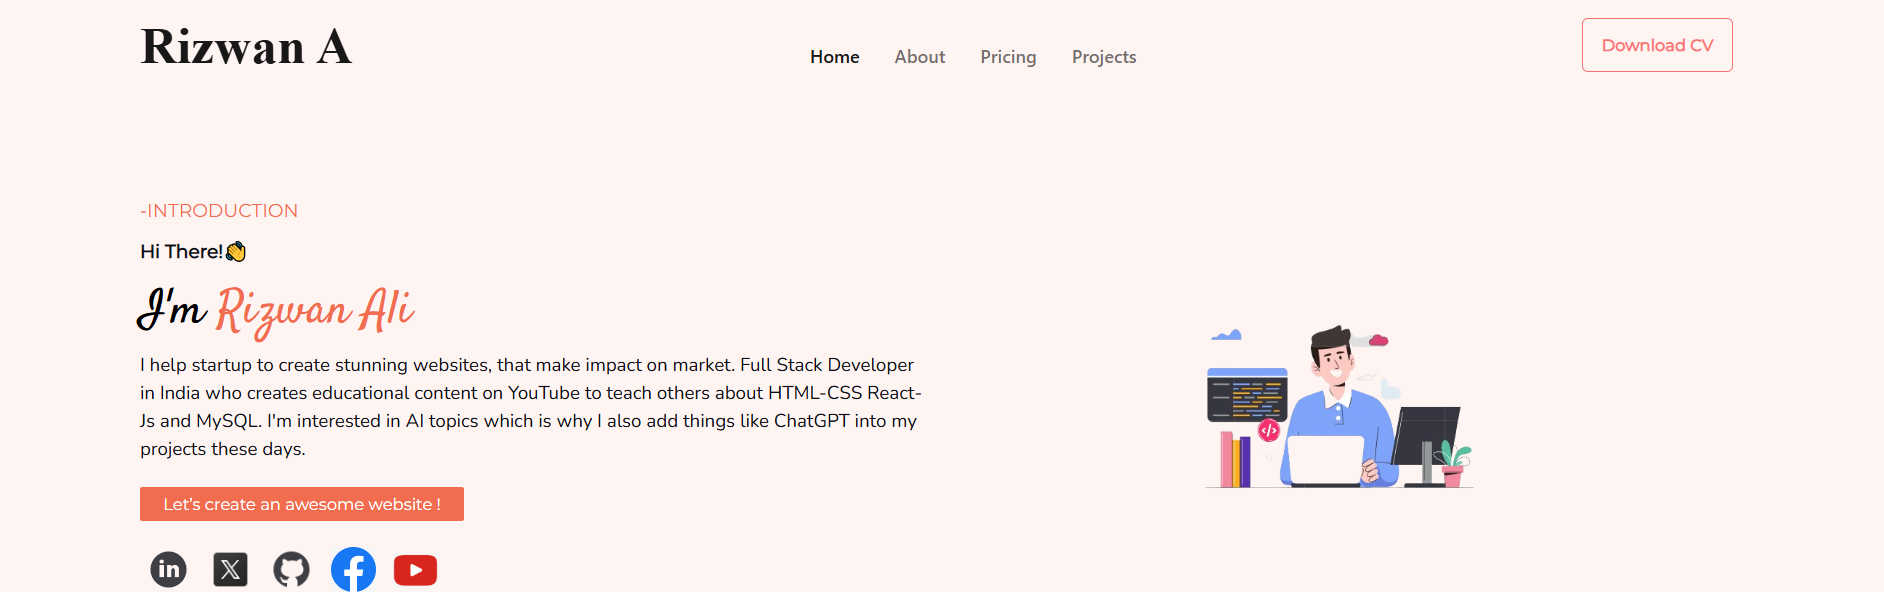 Rizwan A
Home About Pricing Projects
Download CV
-INTRODUCTION
Hi There!👋
I'm Rizwan Ali
I help startup to create stunning websites, that make impact on market. Full Stack Developer
in India who creates educational content on YouTube to teach others about HTML-CSS React-
Js and MySQL. I'm interested in AI topics which is why I also add things like ChatGPT into my
projects these days.
Let's create an awesome website !
in
X
f